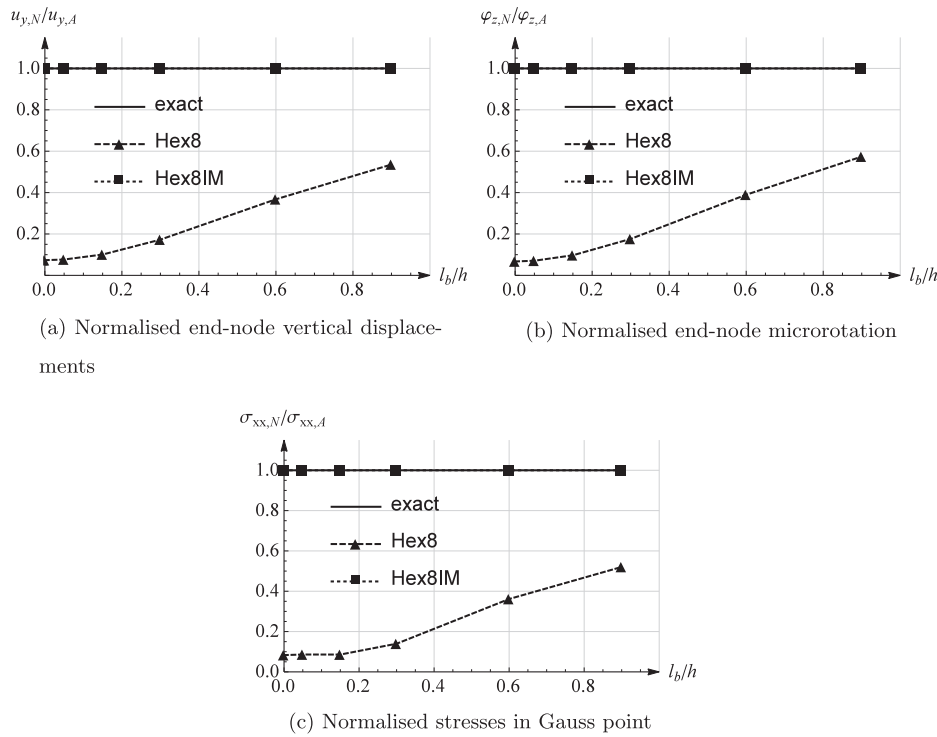 u_{y,N}/u_{y,A}
1.0
0.8
0.6
0.4
0.2
exact
Hex8
Hex8IM
0.0 0.2 0.4 0.6 0.8
l_b/h
(a) Normalised end-node vertical displace-
ments
φ_{z,N}/φ_{z,A}
1.0
0.8
0.6
0.4
0.2
exact
Hex8
Hex8IM
0.0 0.2 0.4 0.6 0.8
l_b/h
(b) Normalised end-node microrotation
σ_{xx,N}/σ_{xx,A}
1.0
0.8
0.6
0.4
0.2
0.0
exact
Hex8
Hex8IM
0.0 0.2 0.4 0.6 0.8
l_b/h
(c) Normalised stresses in Gauss point